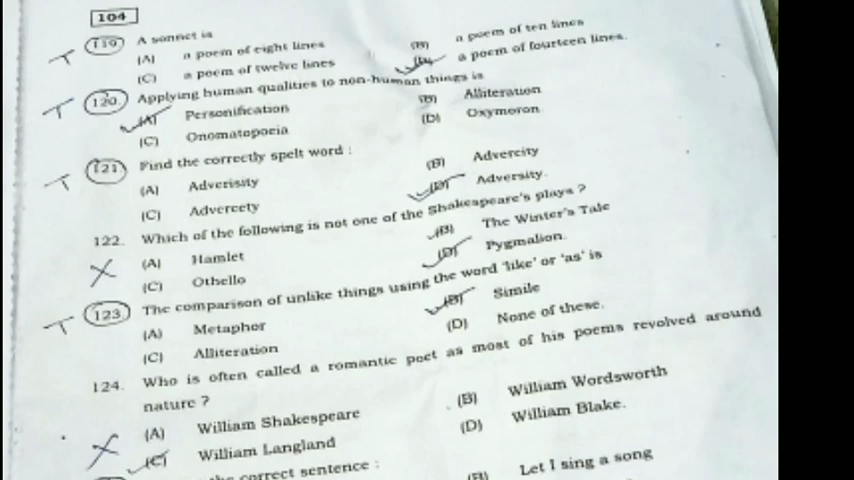 104
119. A sonnet is
(A) a poem of eight lines (B) a poem of ten lines
(C) a poem of twelve lines (D) a poem of fourteen lines.
120. Applying human qualities to non-human things is
(A) Personification (B) Alliteration
(C) Onomatopoeia (D) Oxymoron
121. Find the correctly spelt word :
(A) Adverisity (B) Advercity
(C) Advercety (D) Adversity.
122. Which of the following is not one of the Shakespeare's plays ?
(A) Hamlet (B) The Winter's Tale
(C) Othello (D) Pygmalion.
123. The comparison of unlike things using the word 'like' or 'as' is
(A) Metaphor (B) Simile
(C) Alliteration (D) None of these.
124. Who is often called a romantic poet as most of his poems revolved around
nature ?
(A) William Shakespeare (B) William Wordsworth
(C) William Langland (D) William Blake.
the correct sentence :
(B) Let I sing a song